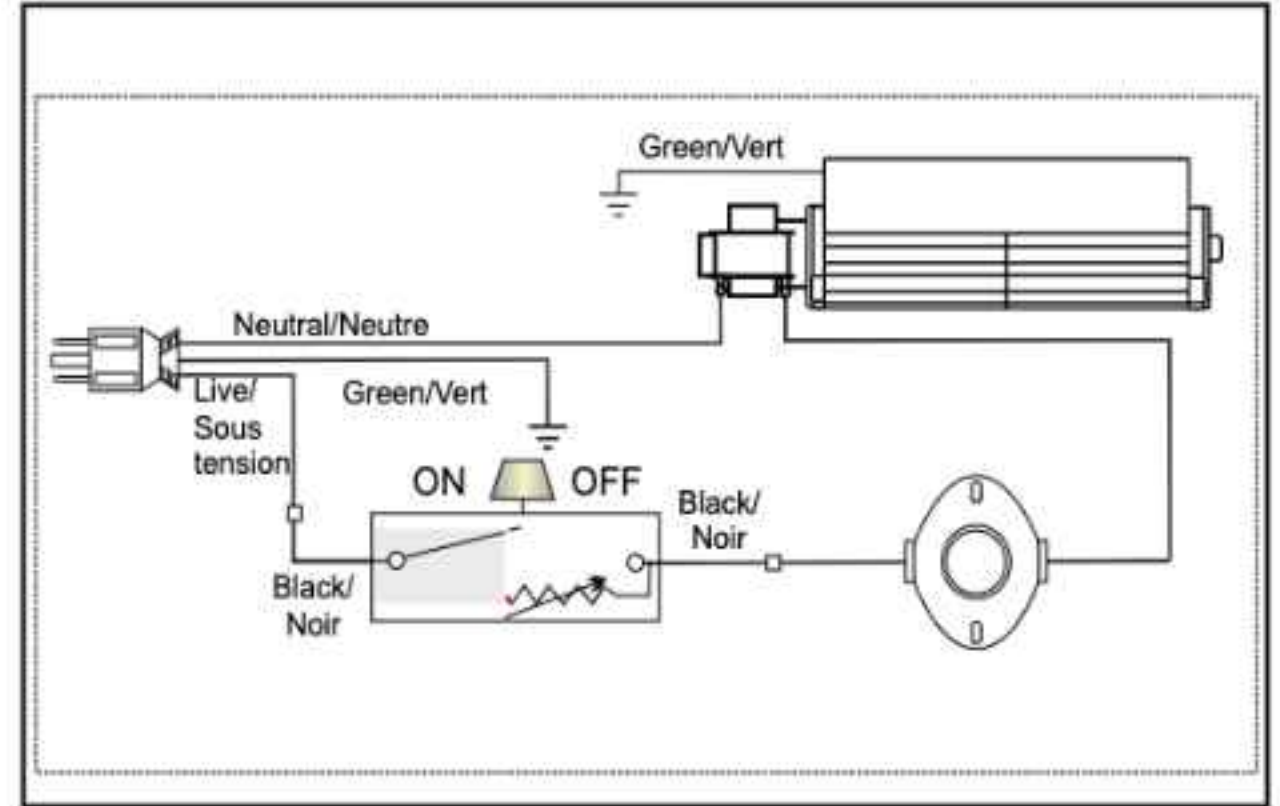 Green/Vert
Neutral/Neutre
Live/
Sous
tension
Green/Vert
ON OFF
Black/
Noir
Black/
Noir